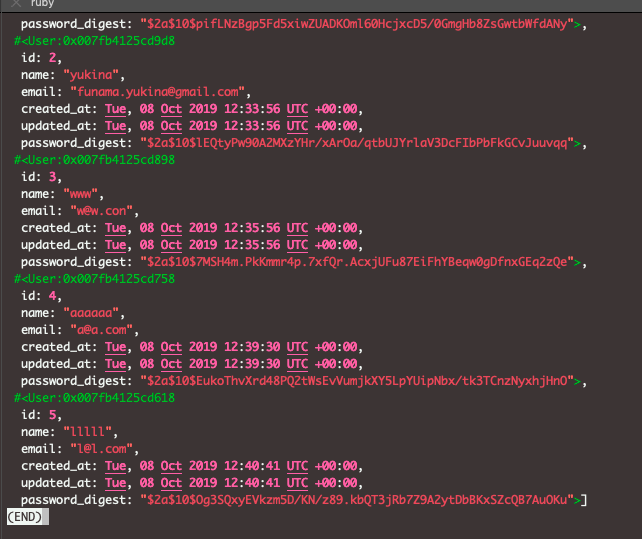 ruby
password_digest: "$2a$10$pifLNzBgp5Fd5xiwZUADKOml60HcjxcD5/0GmgHb8ZsGwtbWfdANy">,
#<User:0x007fb4125cd9d8
id: 2,
name: "yukina",
email: "funama.yukina@gmail.com",
created_at: Tue, 08 Oct 2019 12:33:56 UTC +00:00,
updated_at: Tue, 08 Oct 2019 12:33:56 UTC +00:00,
password_digest: "$2a$10$lEQtyPw90A2MXzYHr/xArOa/qtbUJYrlaV3DcFIbPbFkGCvJuuvqq">,
#<User:0x007fb4125cd898
id: 3,
name: "www",
email: "w@w.con",
created_at: Tue, 08 Oct 2019 12:35:56 UTC +00:00,
updated_at: Tue, 08 Oct 2019 12:35:56 UTC +00:00,
password_digest: "$2a$10$7MSH4m.PkKmmr4p.7xfQr.AcxjUFu87EiFhYBeqw0gDfnxGEq2zQe">,
#<User:0x007fb4125cd758
id: 4,
name: "aaaaaa",
email: "a@a.com",
created_at: Tue, 08 Oct 2019 12:39:30 UTC +00:00,
updated_at: Tue, 08 Oct 2019 12:39:30 UTC +00:00,
password_digest: "$2a$10$EukoThvXrd48PQ2tWsEvVumjkXY5LpYUipNbx/tk3TCnzNyxhjHnO">,
#<User:0x007fb4125cd618
id: 5,
name: "lllll",
email: "l@l.com",
created_at: Tue, 08 Oct 2019 12:40:41 UTC +00:00,
updated_at: Tue, 08 Oct 2019 12:40:41 UTC +00:00,
password_digest: "$2a$10$Og3SQxyEVkzm5D/KN/z89.kbQT3jRb7Z9A2ytDbBKxSZcQB7AuOKu">]
(END)